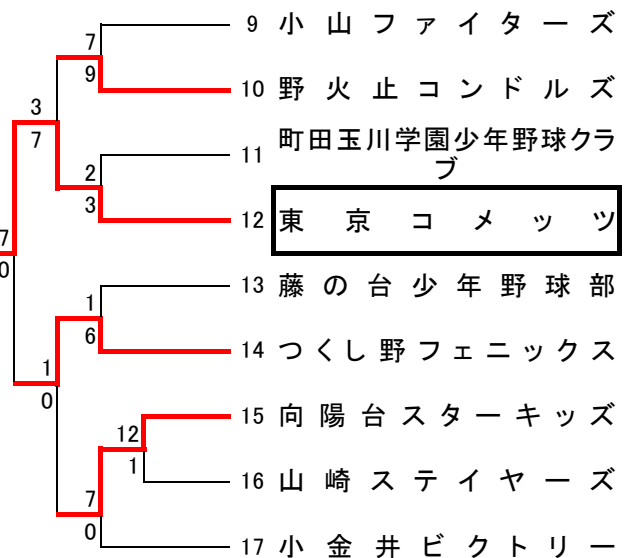 7
9 小山ファイターズ
9
10 野火止コンドルズ
3
7
11 町田玉川学園少年野球クラ
ブ
2
3
12 東京コメッツ
7
0
13 藤の台少年野球部
1
6
14 つくし野フェニックス
1
0
15 向陽台スターキッズ
12
1
16 山崎ステイヤーズ
7
0
17 小金井ビクトリー